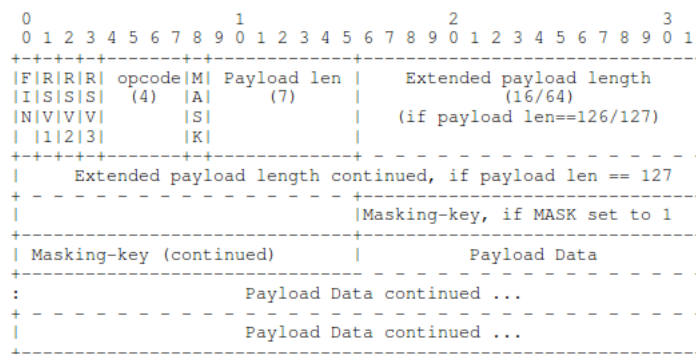 0 1 2 3
0 1 2 3 4 5 6 7 8 9 0 1 2 3 4 5 6 7 8 9 0 1 2 3 4 5 6 7 8 9 0 1
+-+-+-+-+-------+-+-------------+-------------------------------
|F|R|R|R| opcode|M| Payload len | Extended payload length
|I|S|S|S| (4) |A| (7) | (16/64)
|N|V|V|V| |S| | (if payload len==126/127)
| |1|2|3| |K| |
+-+-+-+-+-------+-+-------------+ - - - - - - - - - - - - - - -
| Extended payload length continued, if payload len == 127
+ - - - - - - - - - - - - - - - +-------------------------------
| |Masking-key, if MASK set to 1
+-------------------------------+-------------------------------
| Masking-key (continued) | Payload Data
+-------------------------------- - - - - - - - - - - - - - - -
: Payload Data continued ...
+ - - - - - - - - - - - - - - - - - - - - - - - - - - - - - - -
| Payload Data continued ...
+---------------------------------------------------------------